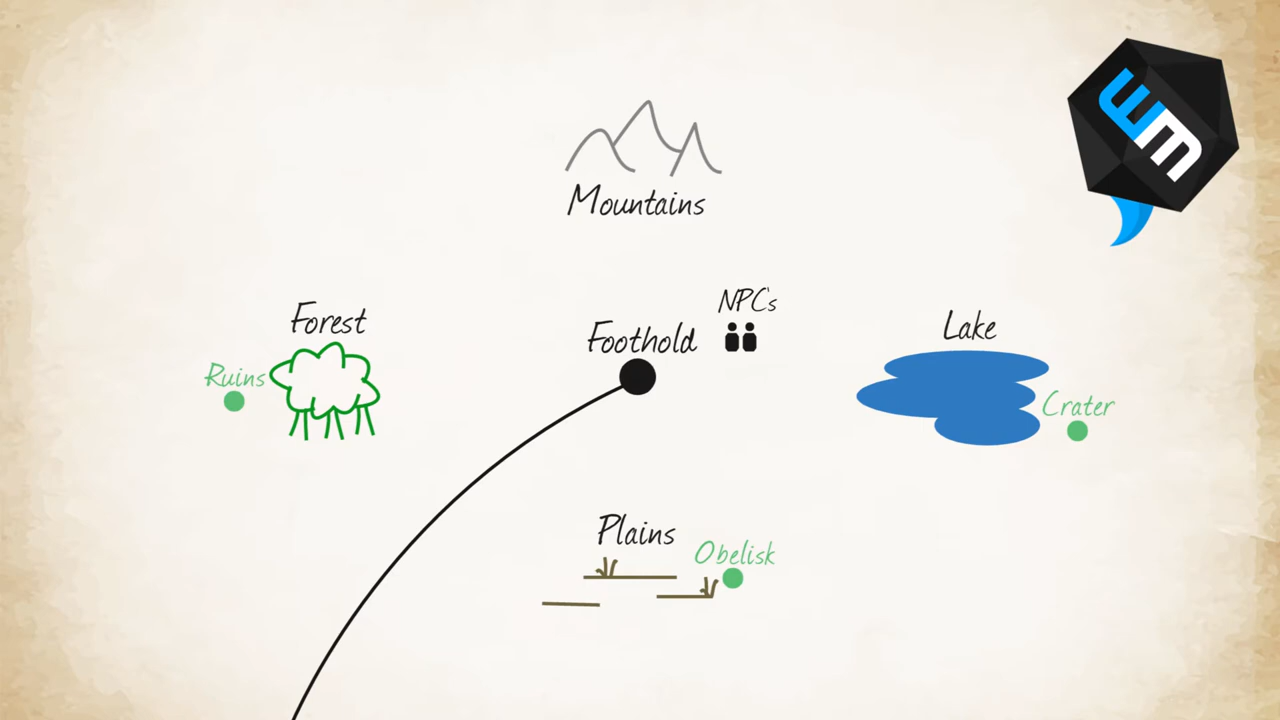 Mountains
NPC's
Forest
Foothold
Lake
Ruins
Crater
Plains
Obelisk